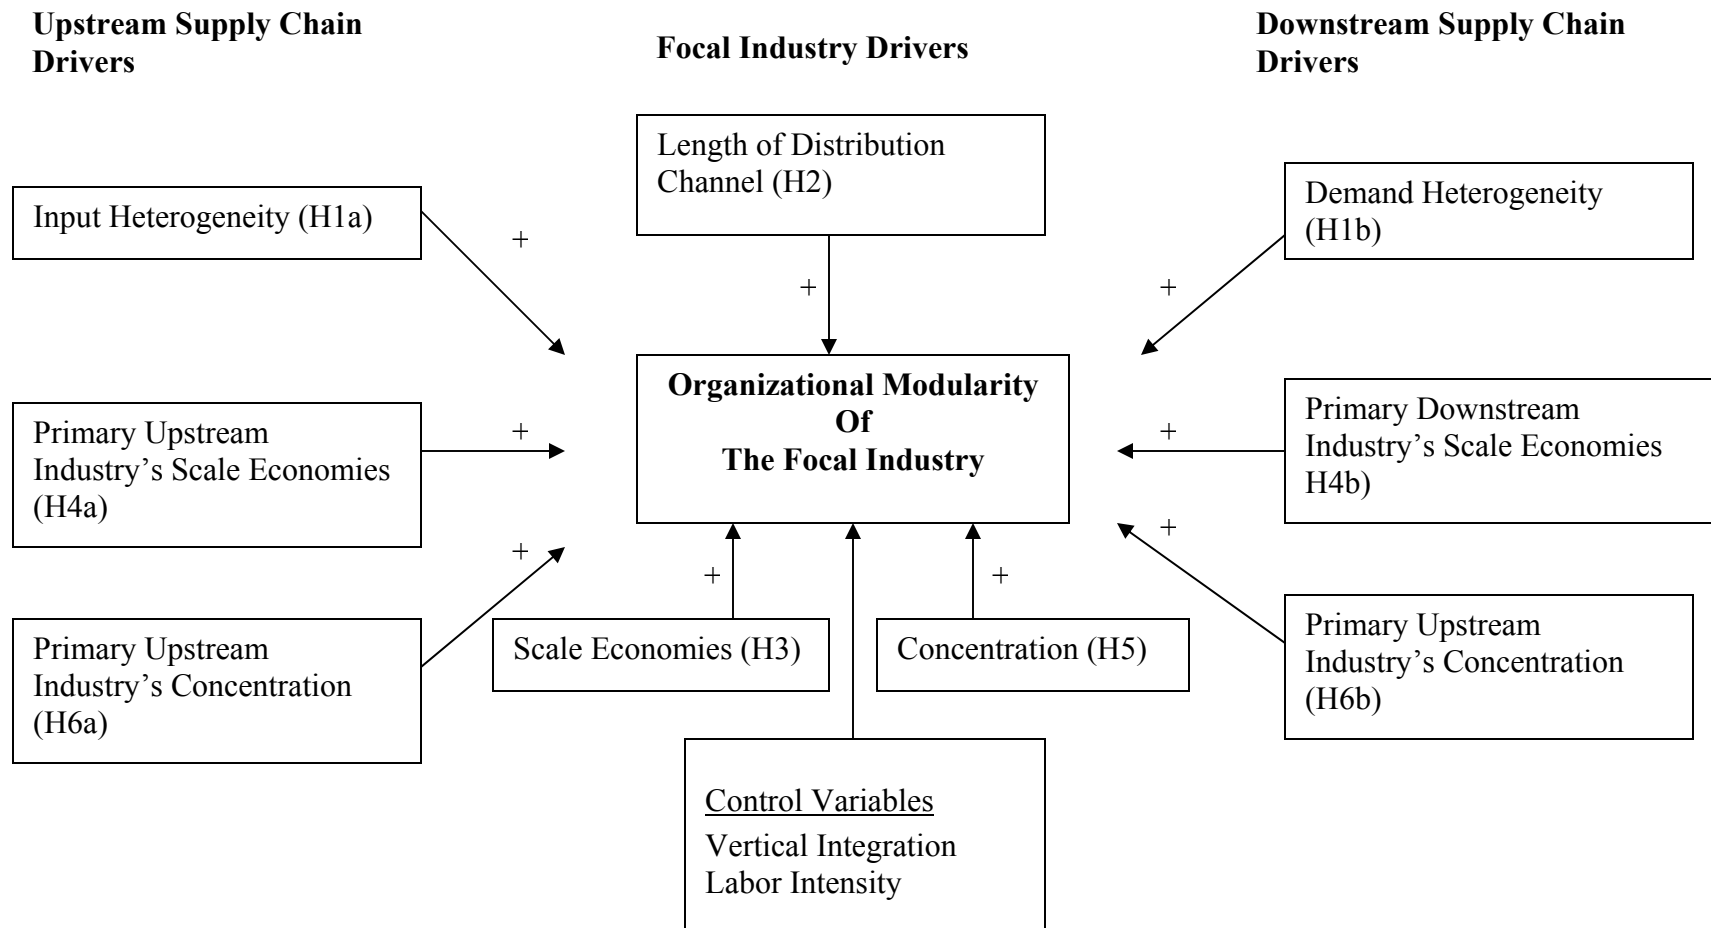 Upstream Supply Chain
Drivers
Focal Industry Drivers
Downstream Supply Chain
Drivers
Length of Distribution
Channel (H2)
Input Heterogeneity (H1a)
Demand Heterogeneity
(H1b)
+
+
+
Organizational Modularity
Of
The Focal Industry
Primary Upstream
Industry’s Scale Economies
(H4a)
+
+
Primary Downstream
Industry’s Scale Economies
H4b)
+
+
+
+
Primary Upstream
Industry’s Concentration
(H6a)
Scale Economies (H3)
Concentration (H5)
Primary Upstream
Industry’s Concentration
(H6b)
Control Variables
Vertical Integration
Labor Intensity